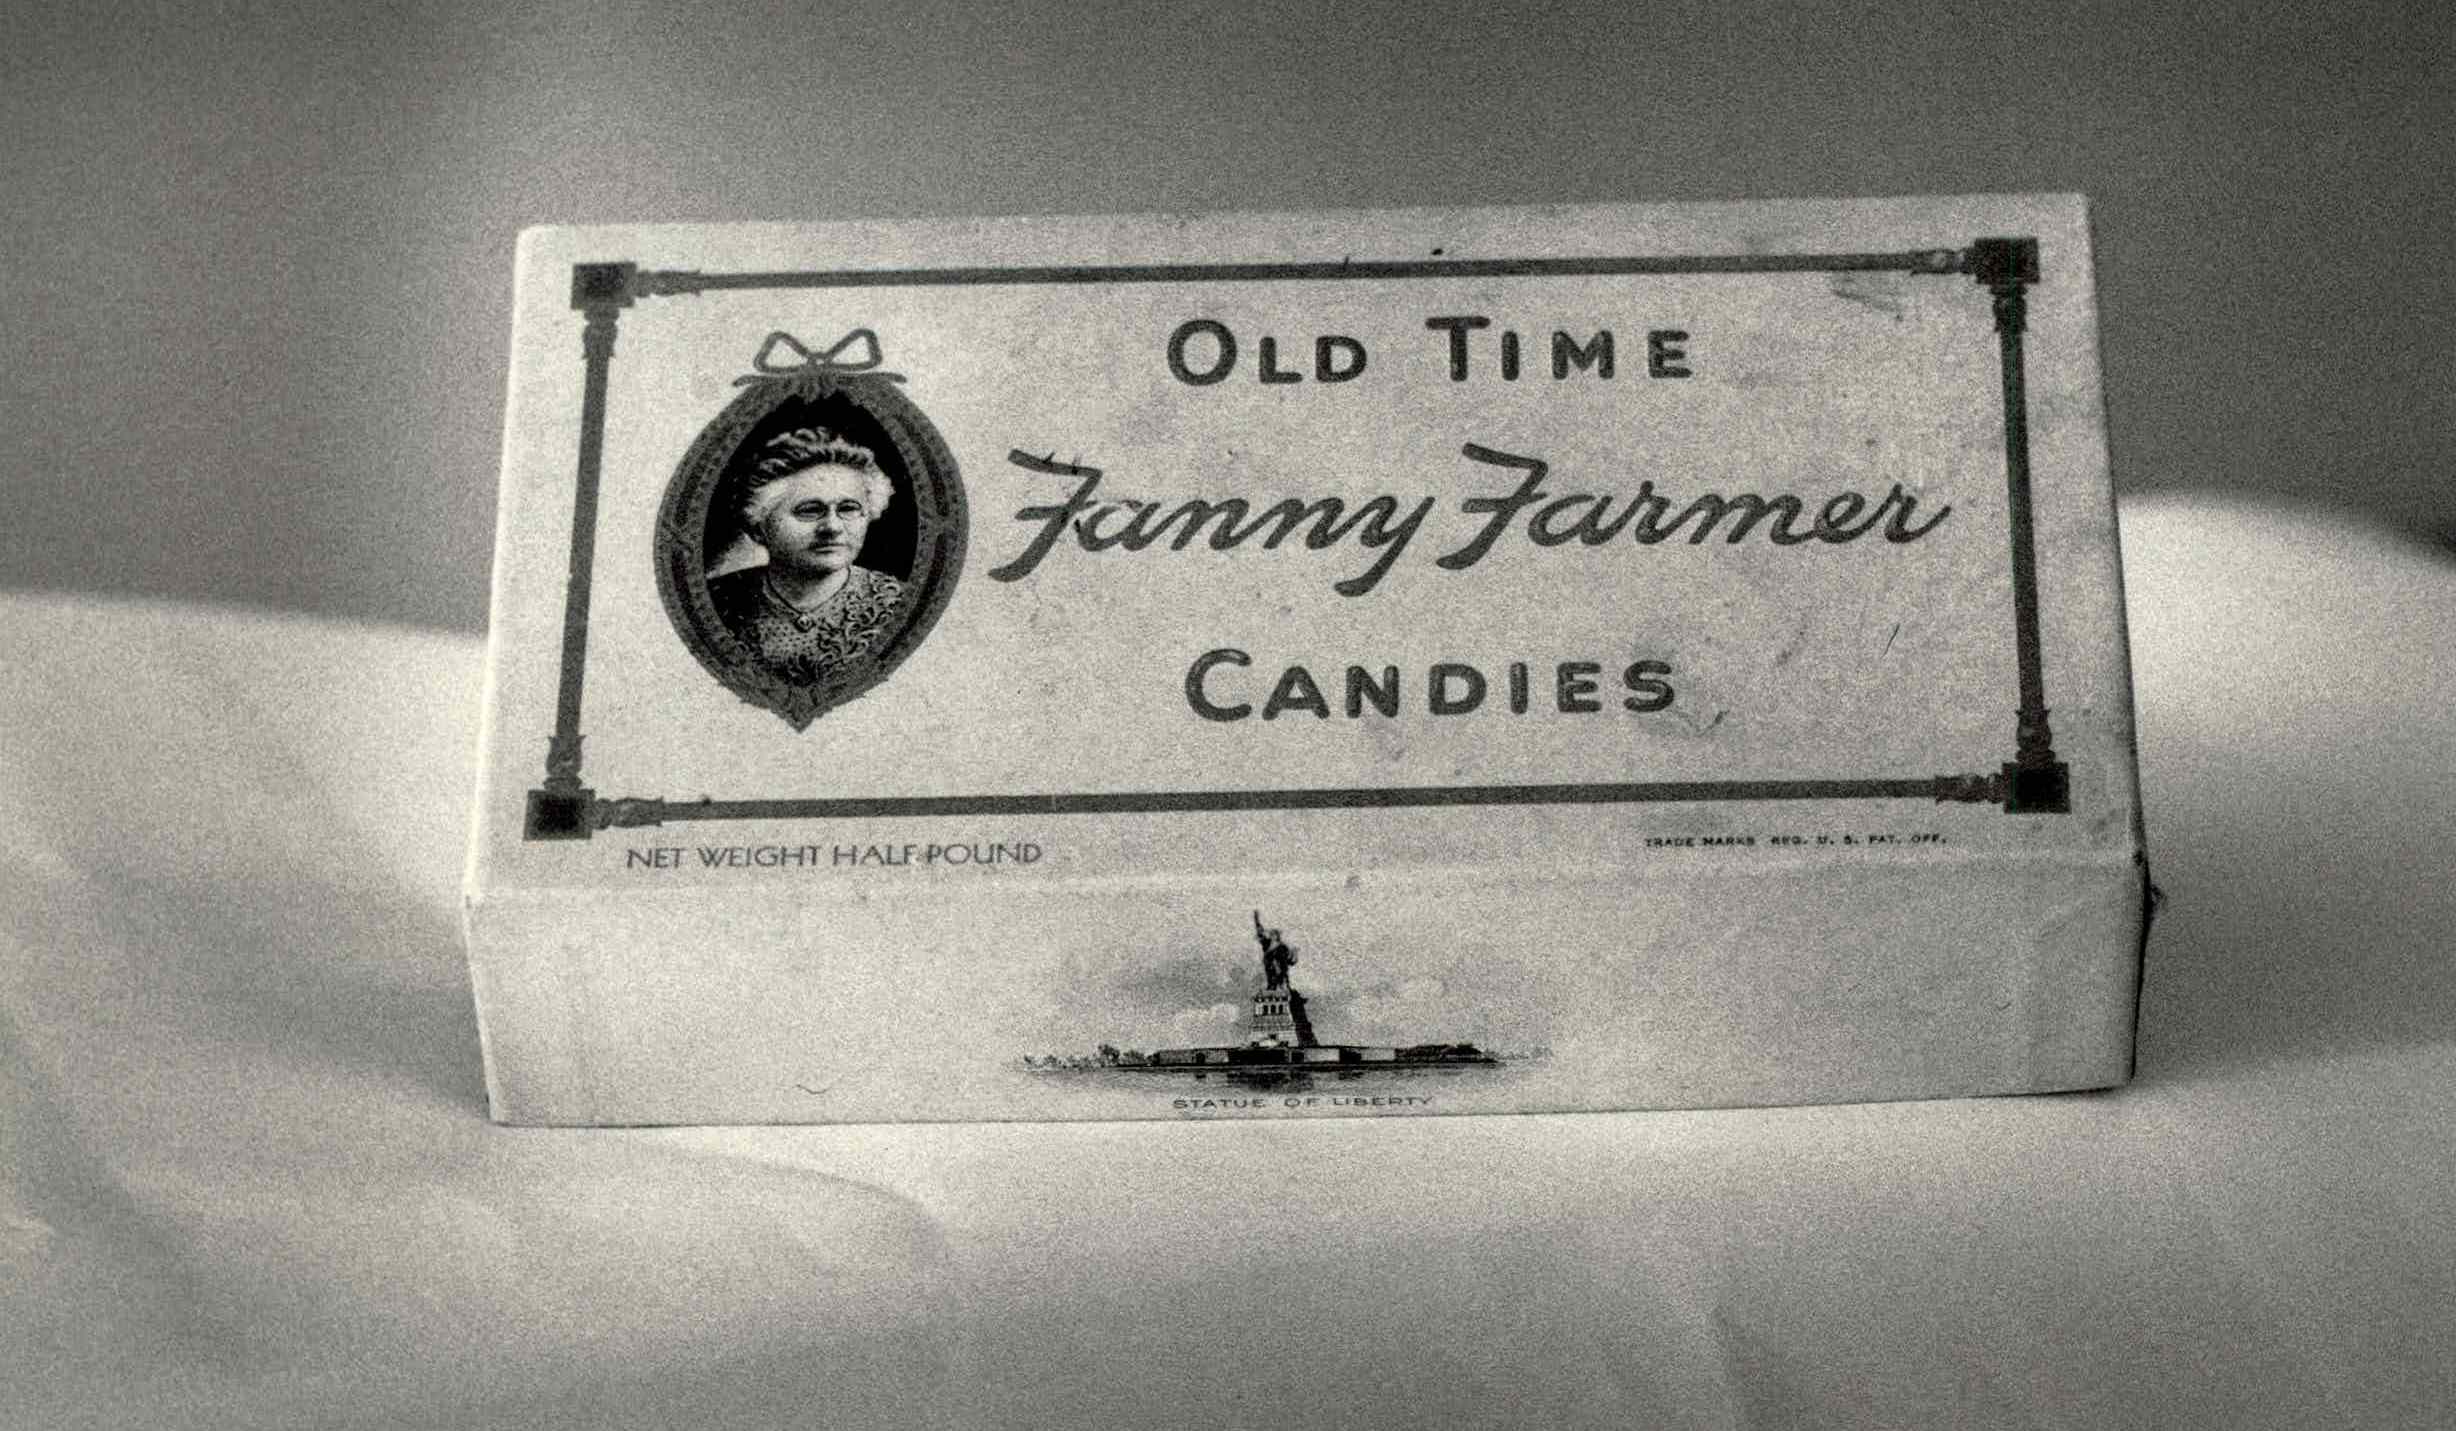 OLD TIME
Fanny Farmer
CANDIES
NET WEIGHT HALF POUND
TRADE MARKS REG. U. S. PAT. OFF.
STATUE OF LIBERTY